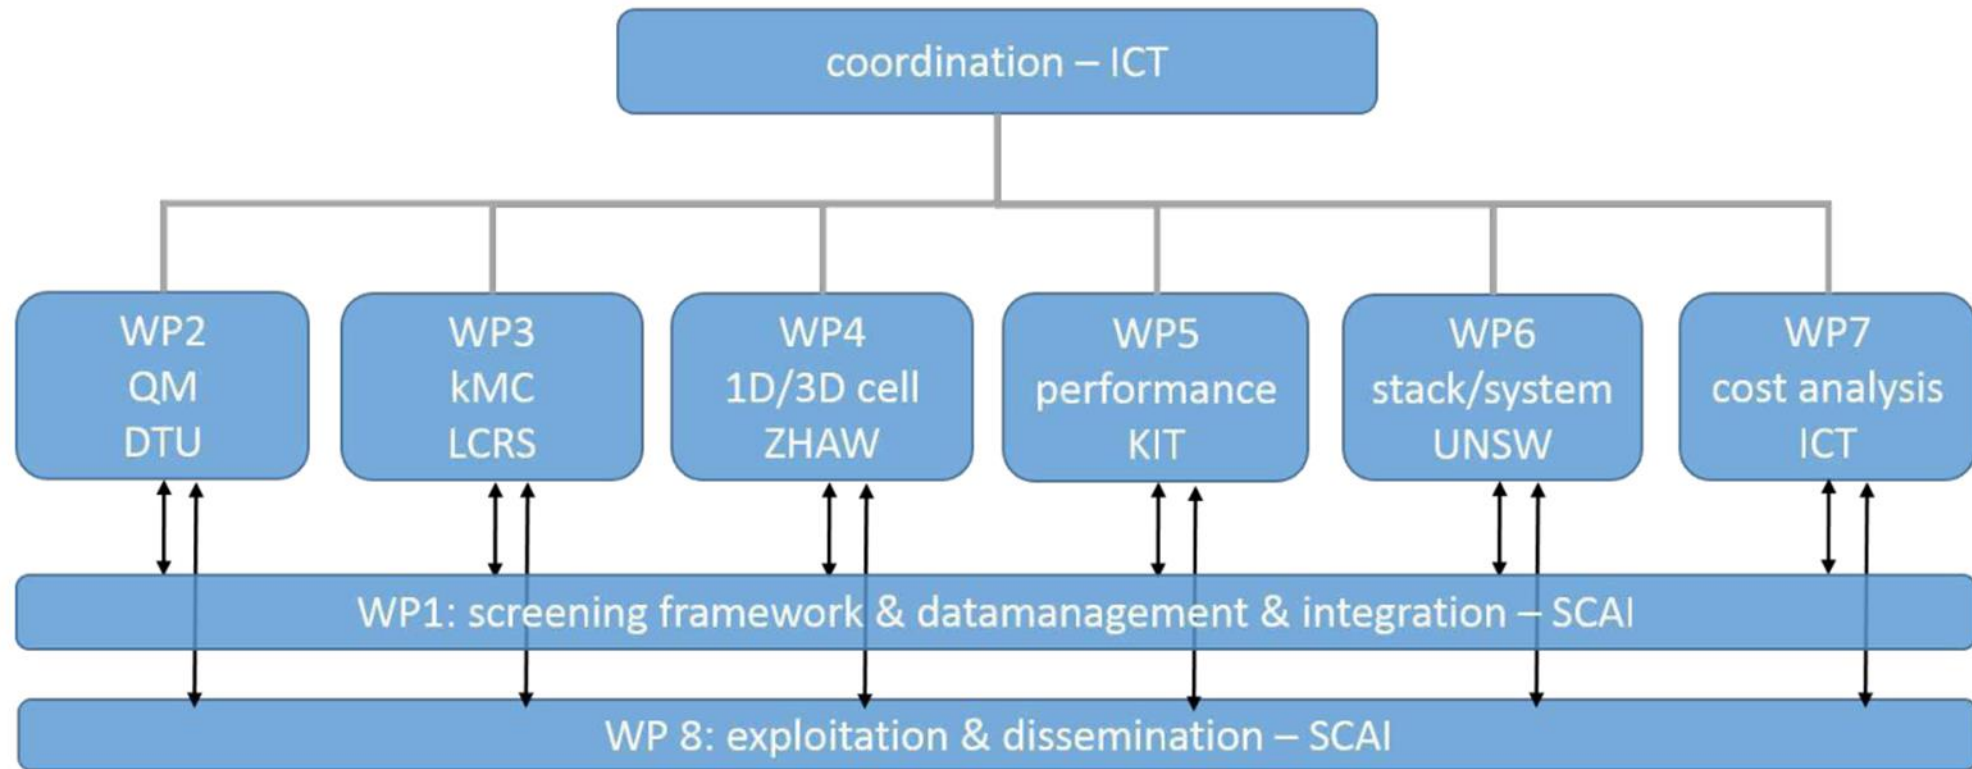 coordination – ICT
WP2
QM
DTU
WP3
kMC
LCRS
WP4
1D/3D cell
ZHAW
WP5
performance
KIT
WP6
stack/system
UNSW
WP7
cost analysis
ICT
WP1: screening framework & datamanagement & integration – SCAI
WP 8: exploitation & dissemination – SCAI